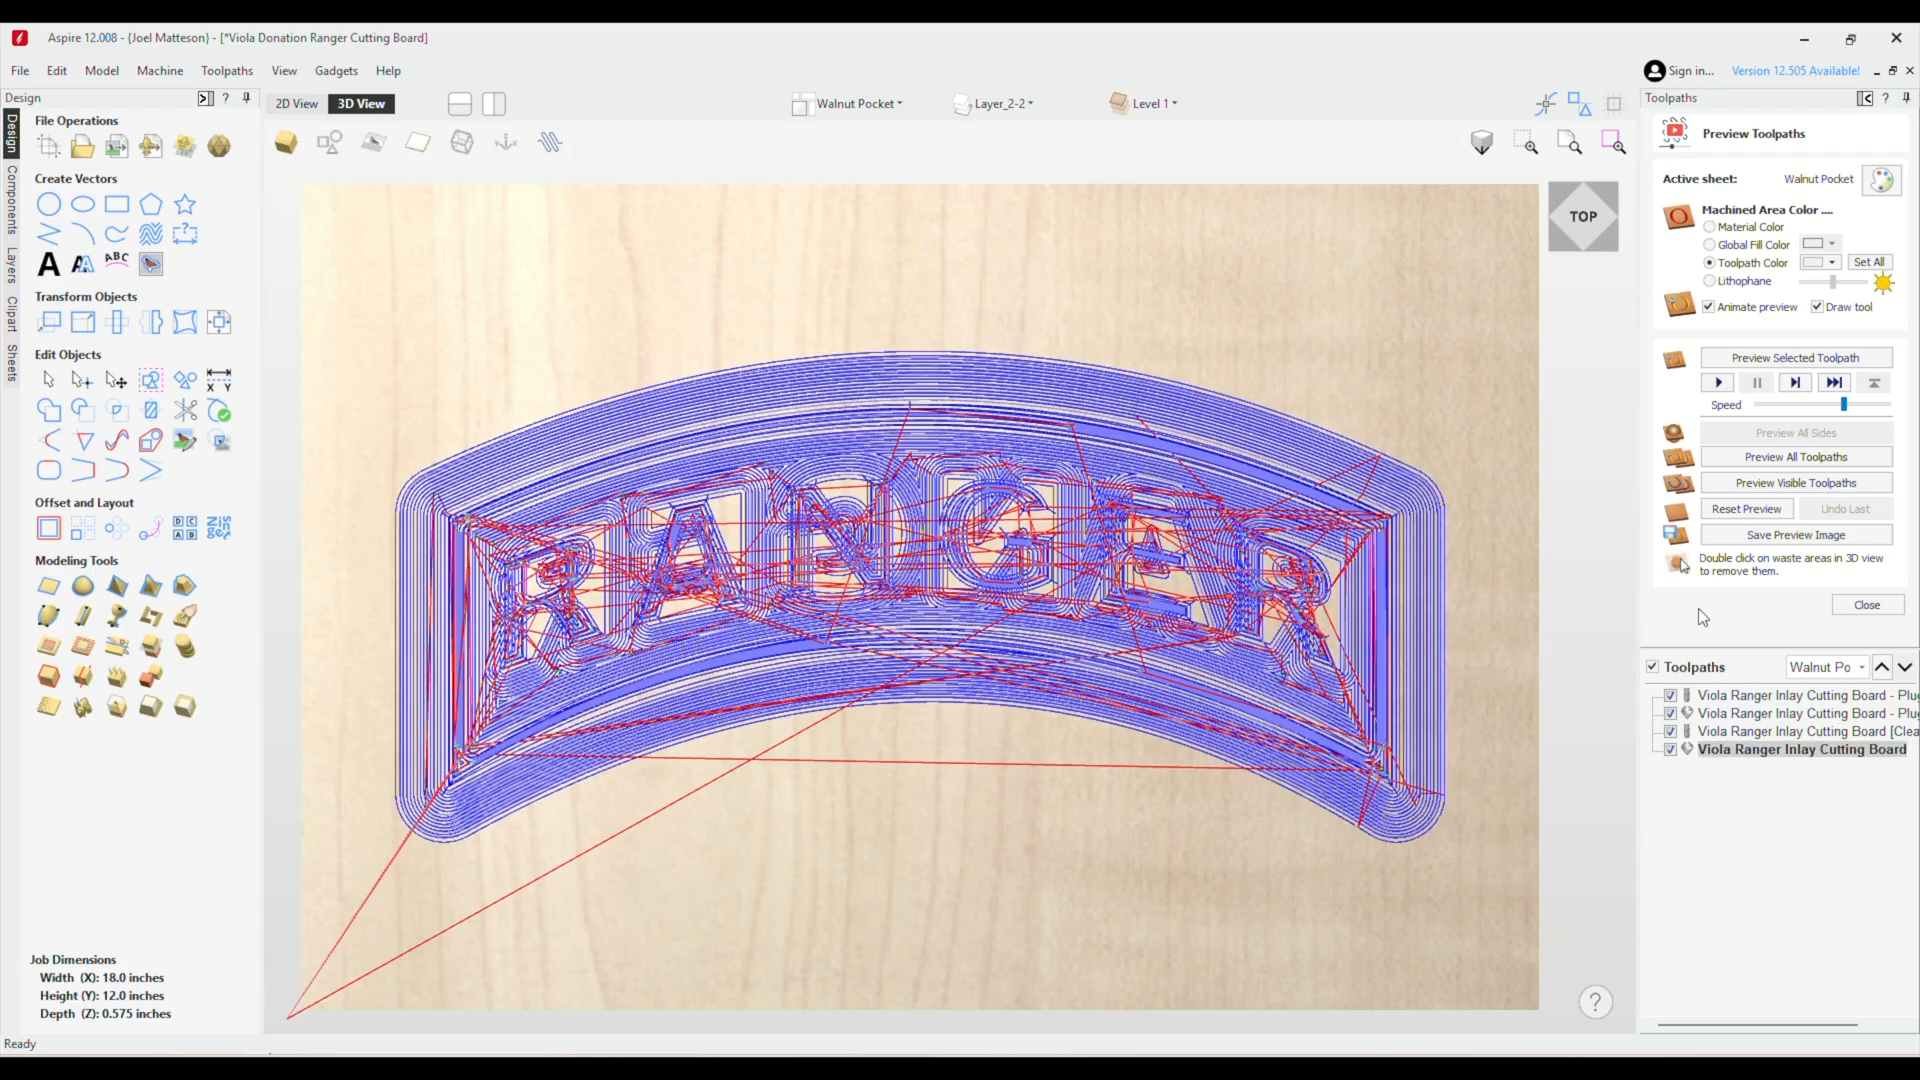 Aspire 12.008 - {Joel Matteson} - [*Viola Donation Ranger Cutting Board]
File Edit Model Machine Toolpaths View Gadgets Help
Sign in... Version 12.505 Available!
Design
2D View 3D View
Walnut Pocket
Layer_2-2
Level 1
Toolpaths
Design
Components
Layers
Clipart
Sheets
File Operations
Create Vectors
ABC
Transform Objects
Edit Objects
X Y
Offset and Layout
Modeling Tools
Job Dimensions
Width (X): 18.0 inches
Height (Y): 12.0 inches
Depth (Z): 0.575 inches
Ready
TOP
RANGER
?
Preview Toolpaths
Active sheet: Walnut Pocket
Machined Area Color ....
Material Color
Global Fill Color
Toolpath Color Set All
Lithophane
Animate preview Draw tool
Preview Selected Toolpath
Speed
Preview All Sides
Preview All Toolpaths
Preview Visible Toolpaths
Reset Preview Undo Last
Save Preview Image
Double click on waste areas in 3D view
to remove them.
Close
Toolpaths Walnut Po
Viola Ranger Inlay Cutting Board - Plu
Viola Ranger Inlay Cutting Board - Plu
Viola Ranger Inlay Cutting Board [Clea
Viola Ranger Inlay Cutting Board